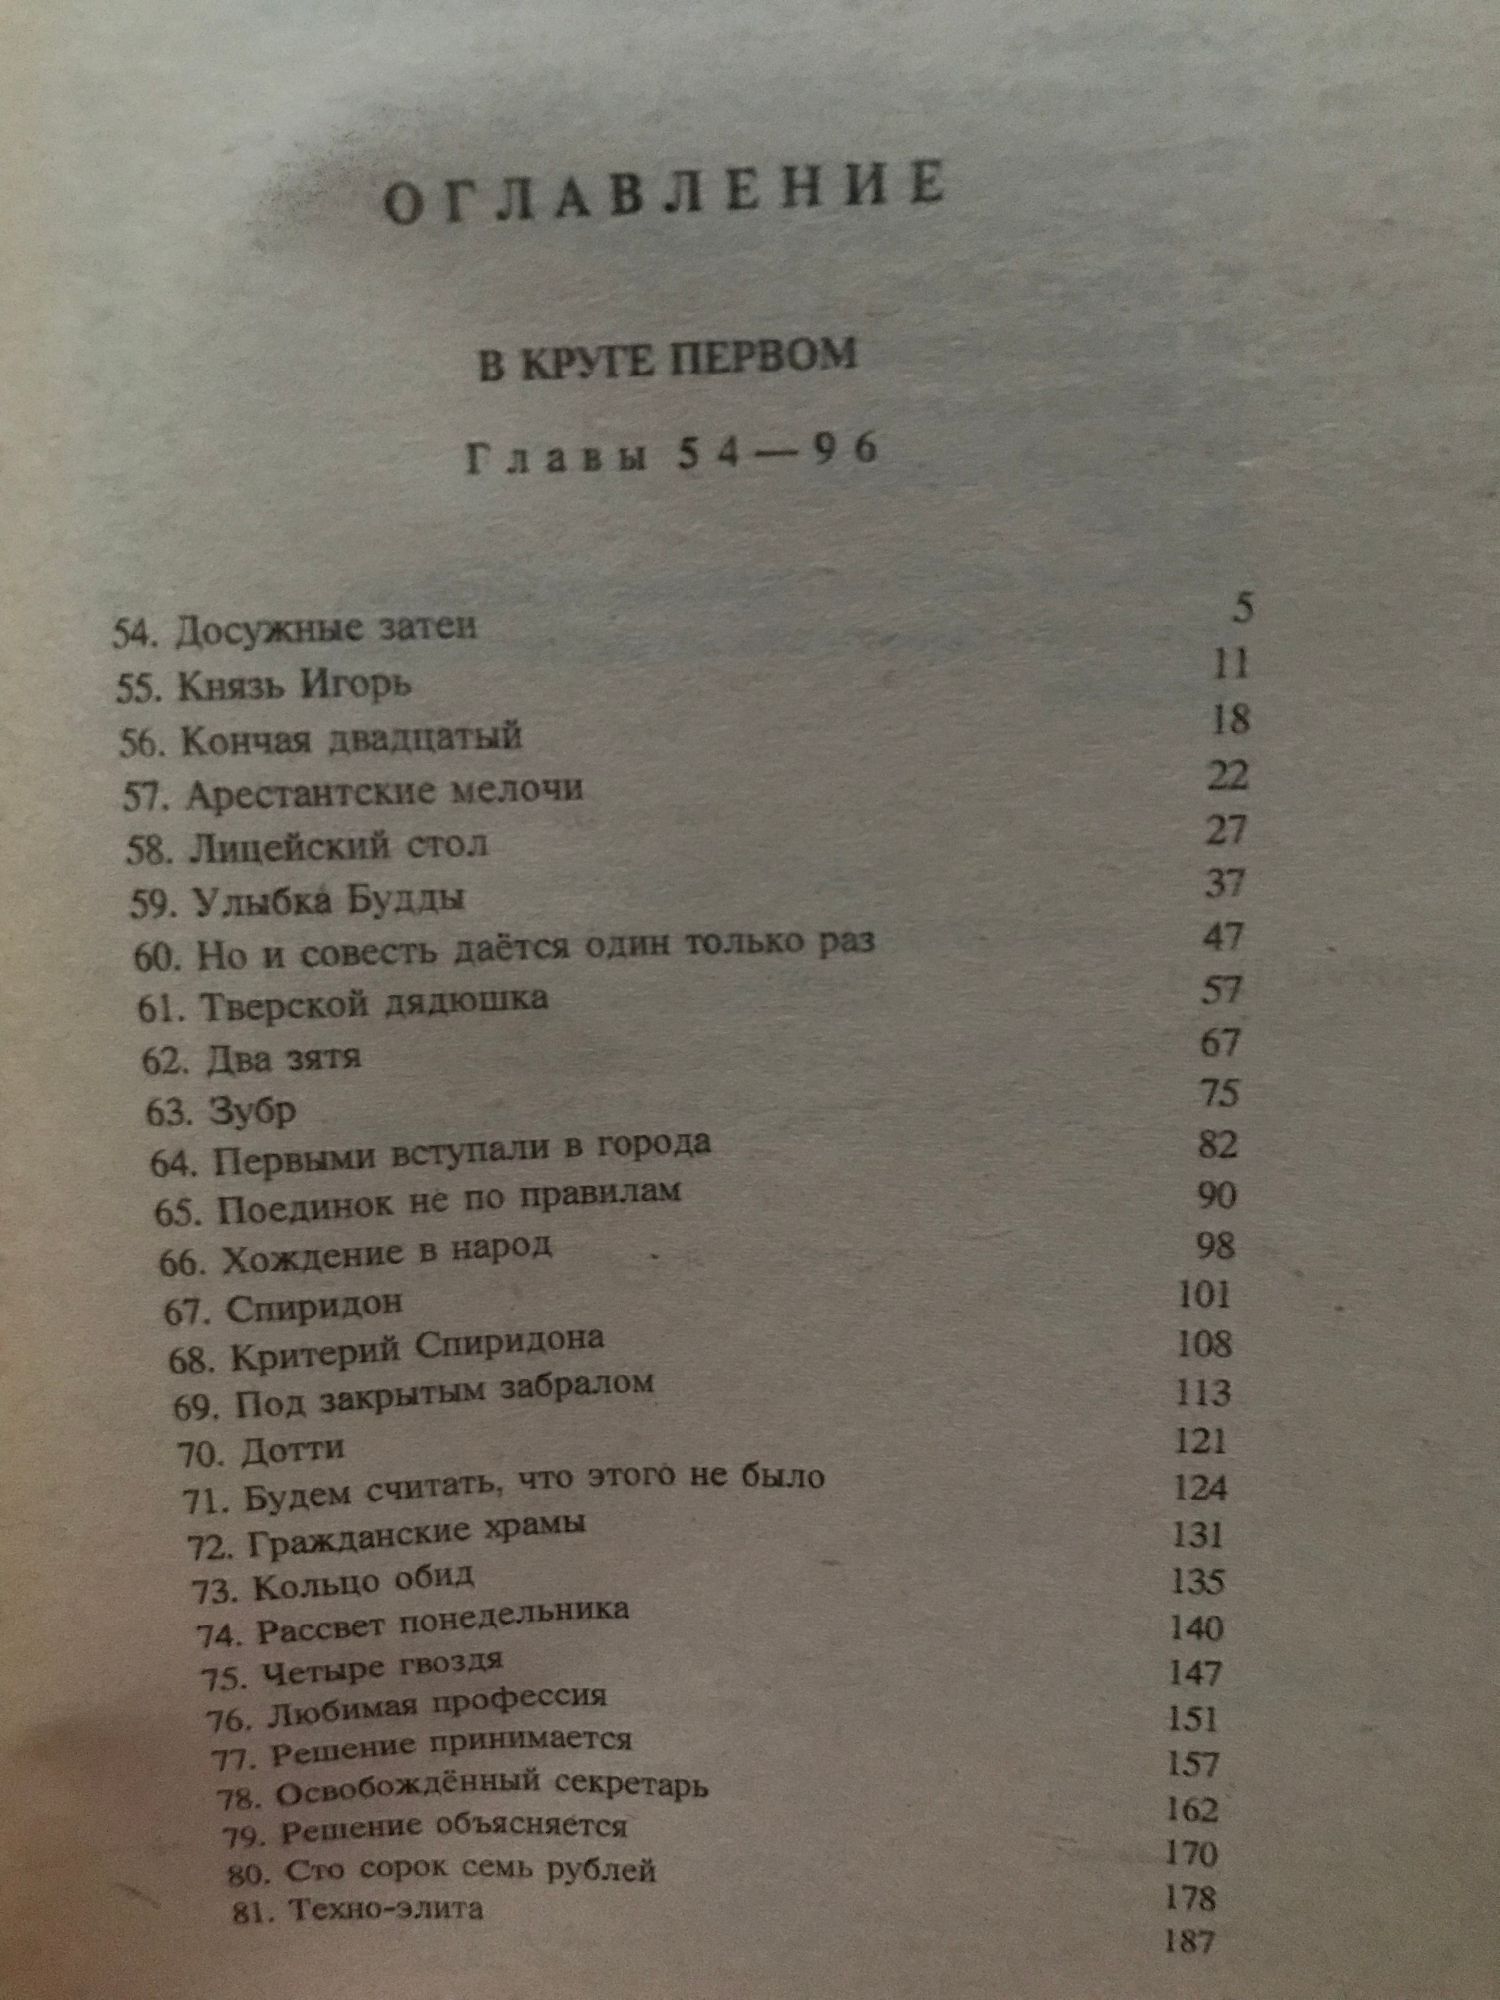 ОГЛАВЛЕНИЕ
В КРУГЕ ПЕРВОМ
Главы 54—96
54. Досужные затеи 5
55. Князь Игорь 11
56. Кончая двадцатый 18
57. Арестантские мелочи 22
58. Лицейский стол 27
59. Улыбка Будды 37
60. Но и совесть даётся один только раз 47
61. Тверской дядюшка 57
62. Два зятя 67
63. Зубр 75
64. Первыми вступали в города 82
65. Поединок не по правилам 90
66. Хождение в народ 98
67. Спиридон 101
68. Критерий Спиридона 108
69. Под закрытым забралом 113
70. Дотти 121
71. Будем считать, что этого не было 124
72. Гражданские храмы 131
73. Кольцо обид 135
74. Рассвет понедельника 140
75. Четыре гвоздя 147
76. Любимая профессия 151
77. Решение принимается 157
78. Освобождённый секретарь 162
79. Решение объясняется 170
80. Сто сорок семь рублей 178
81. Техно-элита 187